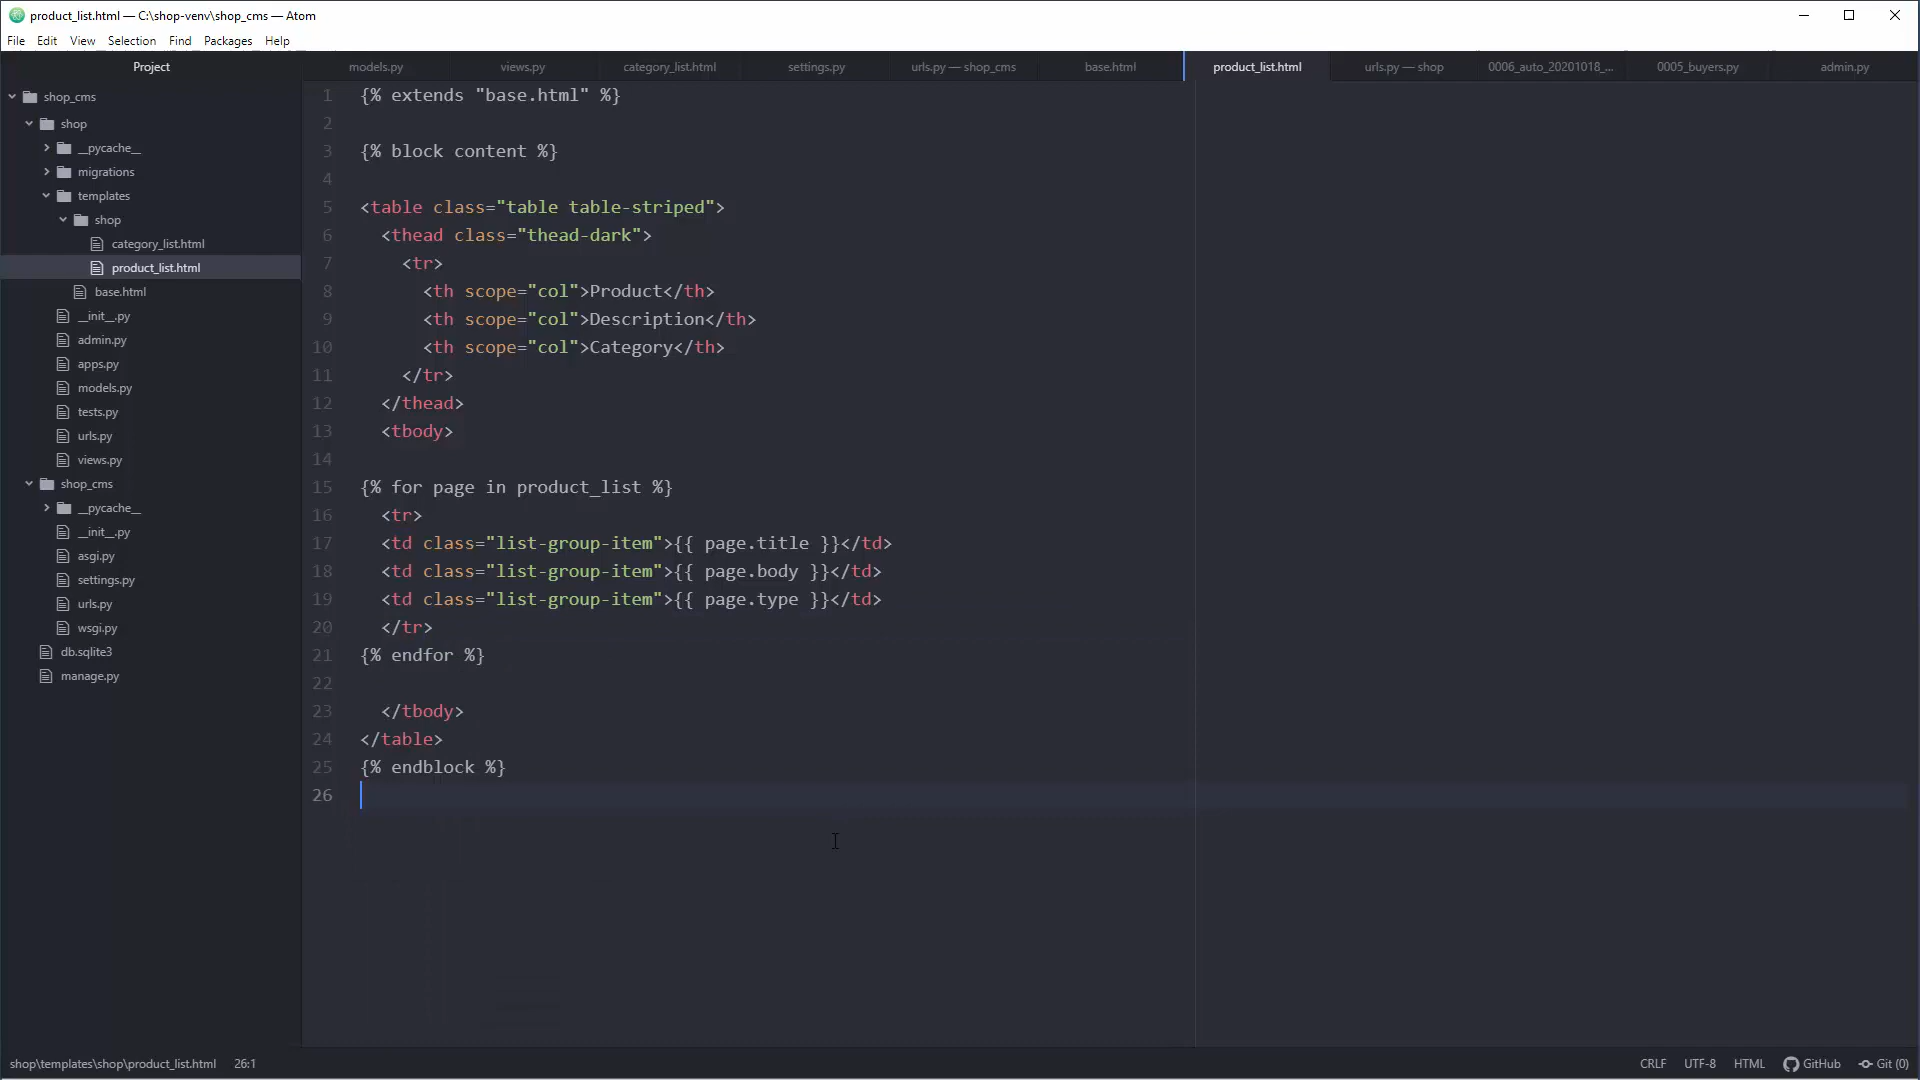 product_list.html — C:\shop-venv\shop_cms — Atom
File Edit View Selection Find Packages Help
Project
models.py views.py category_list.html settings.py urls.py — shop_cms base.html product_list.html urls.py — shop 0006_auto_20201018_... 0005_buyers.py admin.py
shop_cms
shop
__pycache__
migrations
templates
shop
category_list.html
product_list.html
base.html
__init__.py
admin.py
apps.py
models.py
tests.py
urls.py
views.py
shop_cms
__pycache__
__init__.py
asgi.py
settings.py
urls.py
wsgi.py
db.sqlite3
manage.py
1 {% extends "base.html" %}
2
3 {% block content %}
4
5 <table class="table table-striped">
6 <thead class="thead-dark">
7 <tr>
8 <th scope="col">Product</th>
9 <th scope="col">Description</th>
10 <th scope="col">Category</th>
11 </tr>
12 </thead>
13 <tbody>
14
15 {% for page in product_list %}
16 <tr>
17 <td class="list-group-item">{{ page.title }}</td>
18 <td class="list-group-item">{{ page.body }}</td>
19 <td class="list-group-item">{{ page.type }}</td>
20 </tr>
21 {% endfor %}
22
23 </tbody>
24 </table>
25 {% endblock %}
26
shop\templates\shop\product_list.html 26:1 CRLF UTF-8 HTML GitHub Git (0)